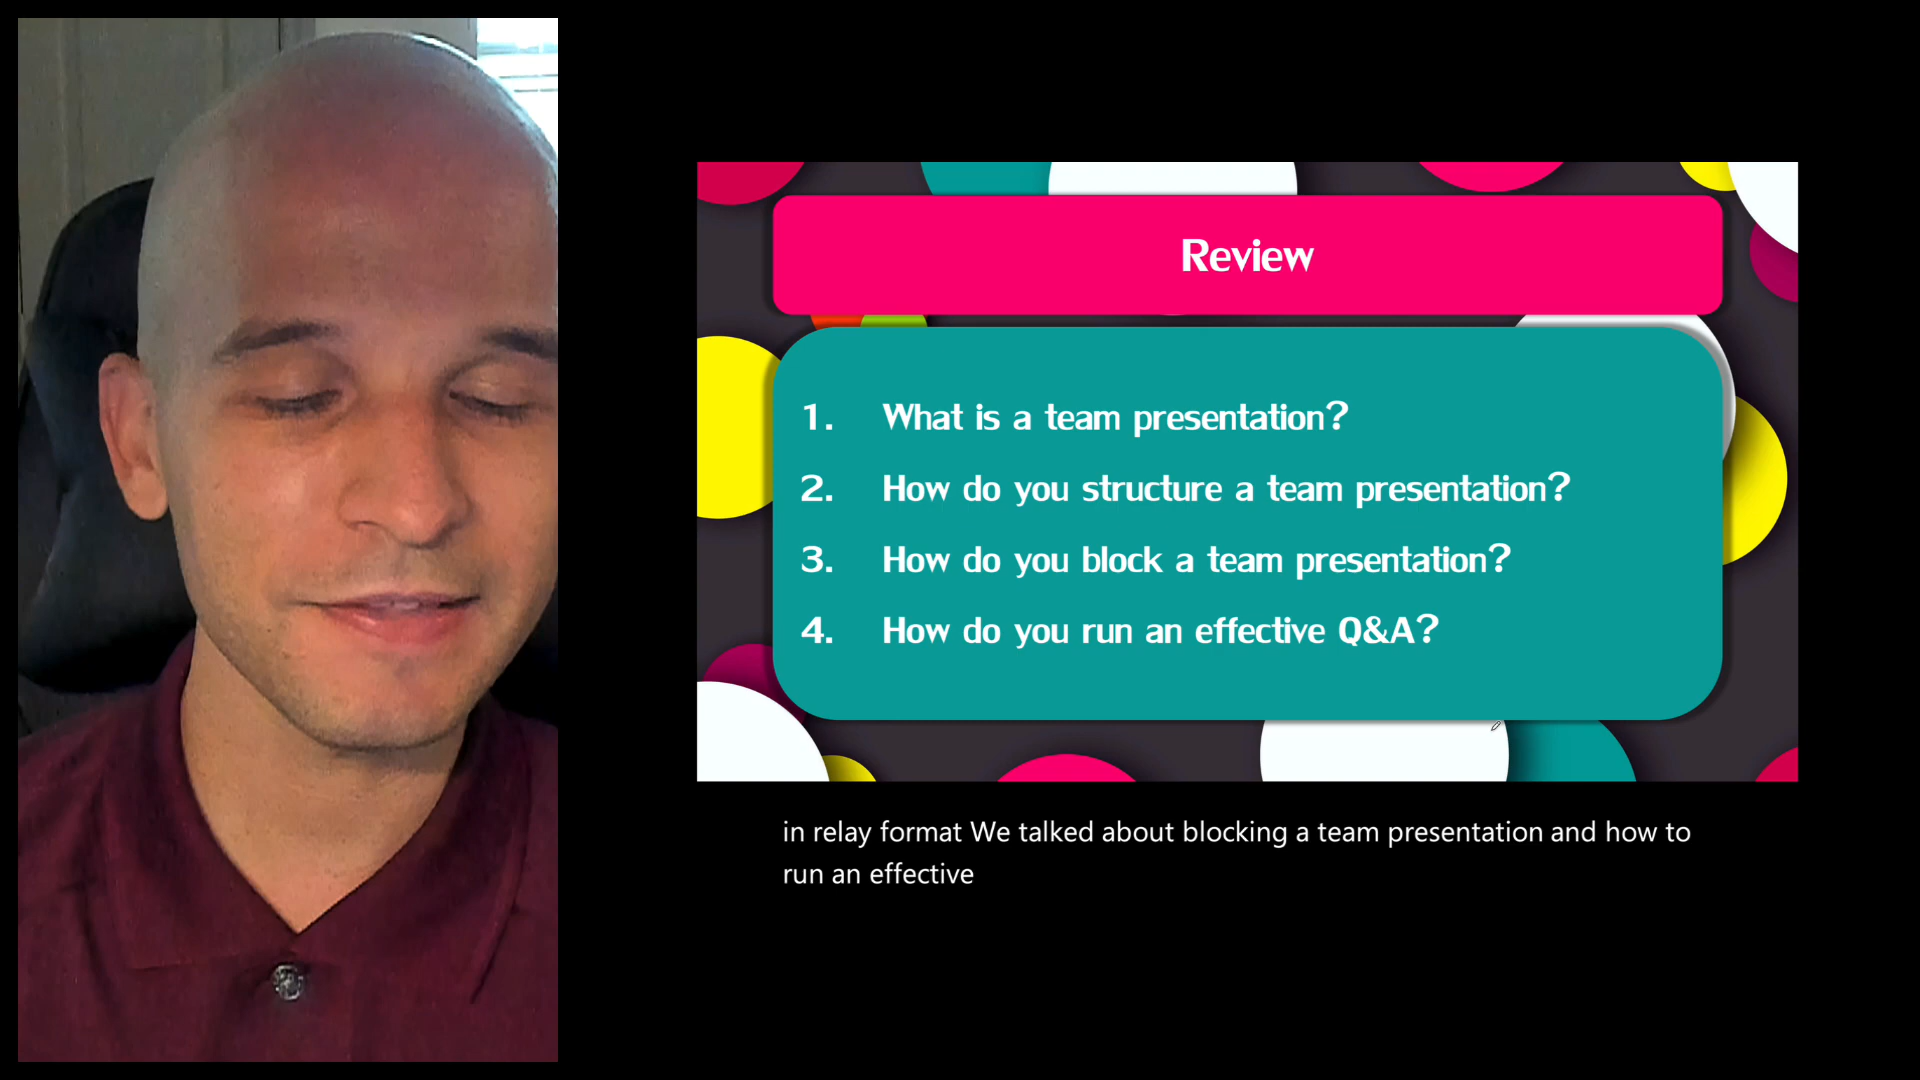 Review
1. What is a team presentation?
2. How do you structure a team presentation?
3. How do you block a team presentation?
4. How do you run an effective Q&A?
in relay format We talked about blocking a team presentation and how to
run an effective